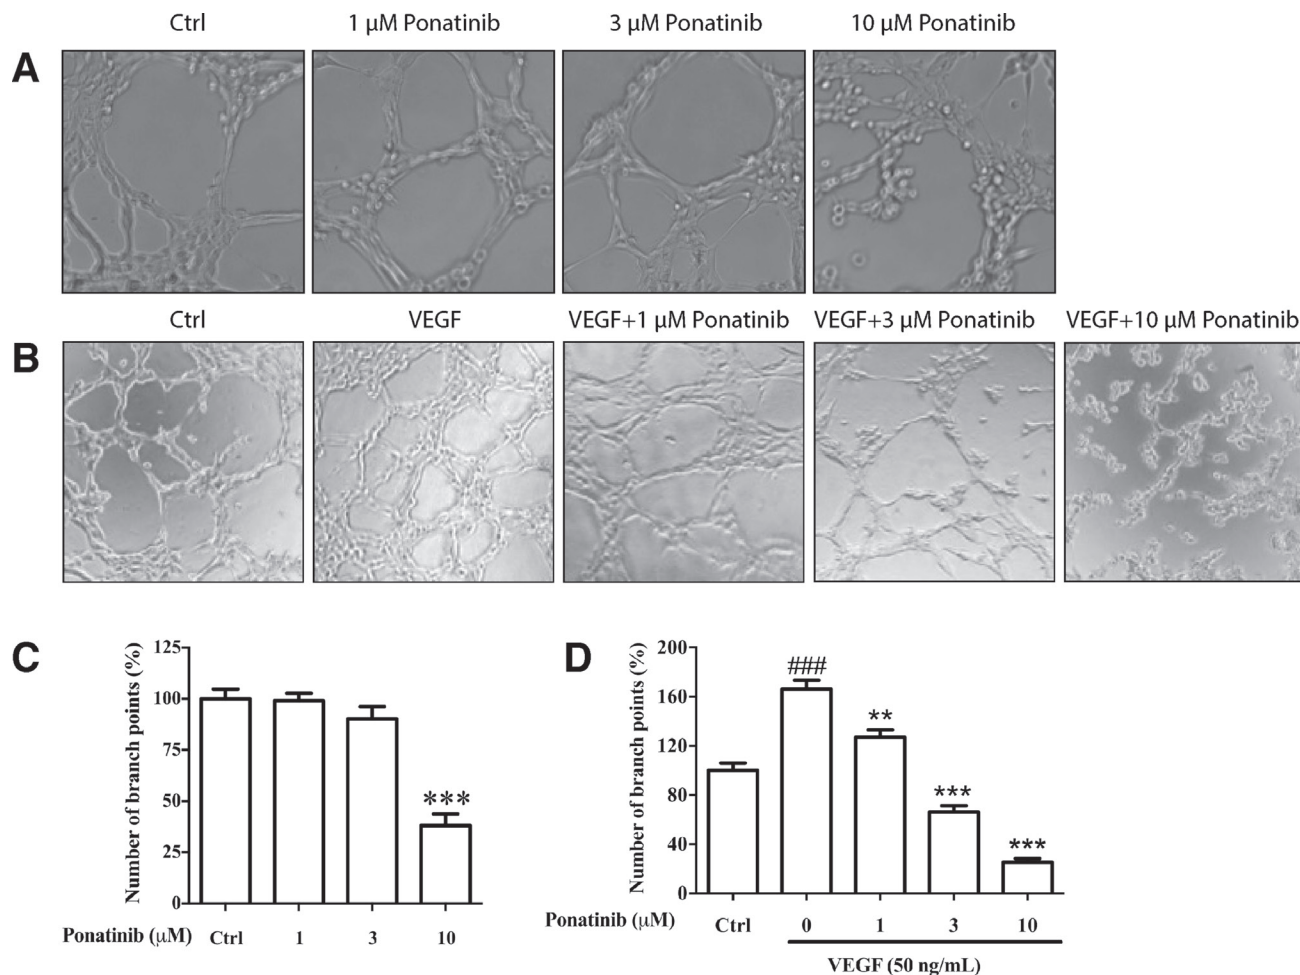 Ctrl 1 μM Ponatinib 3 μM Ponatinib 10 μM Ponatinib
A
Ctrl VEGF VEGF+1 μM Ponatinib VEGF+3 μM Ponatinib VEGF+10 μM Ponatinib
B
C
Number of branch points (%)
125
100
75
50
25
0
***
Ponatinib (μM) Ctrl 1 3 10
D
Number of branch points (%)
200
160
120
80
40
0
###
**
***
***
Ponatinib (μM) Ctrl 0 1 3 10
VEGF (50 ng/mL)